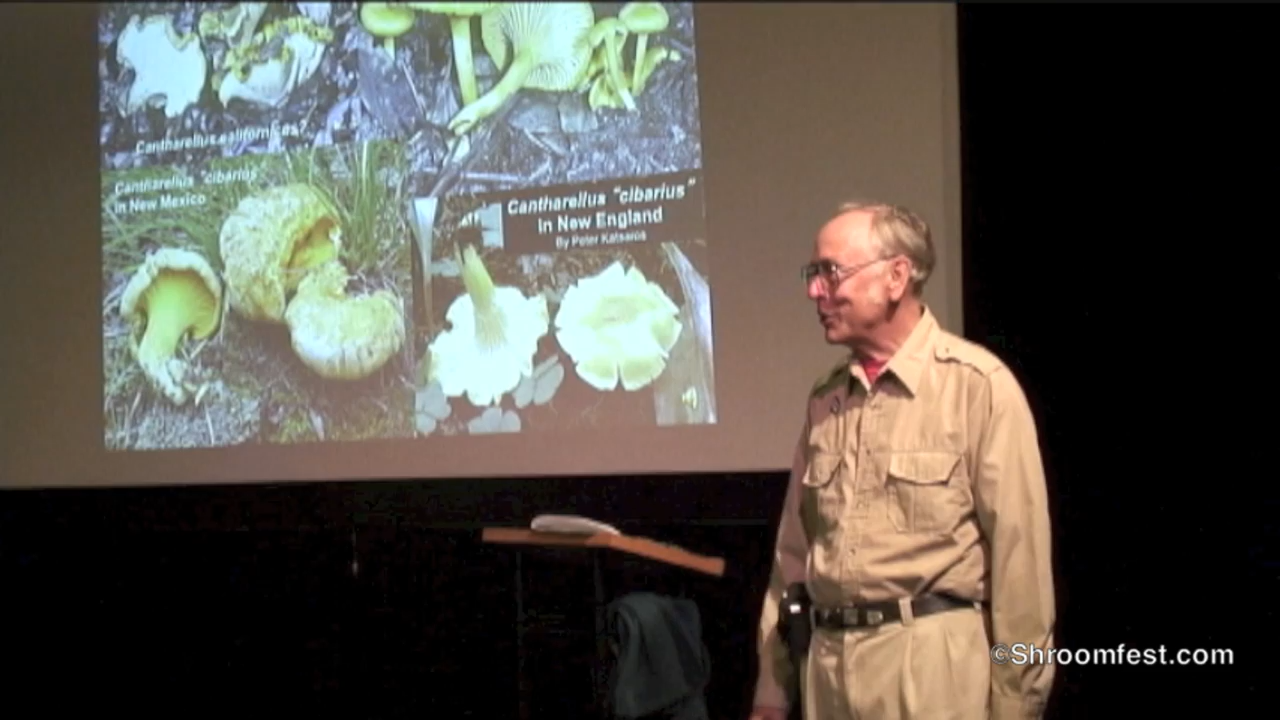 Cantharellus californicus?
Cantharellus "cibarius"
in New Mexico
Cantharellus "cibarius"
in New England
By Peter Katsaros
©Shroomfest.com